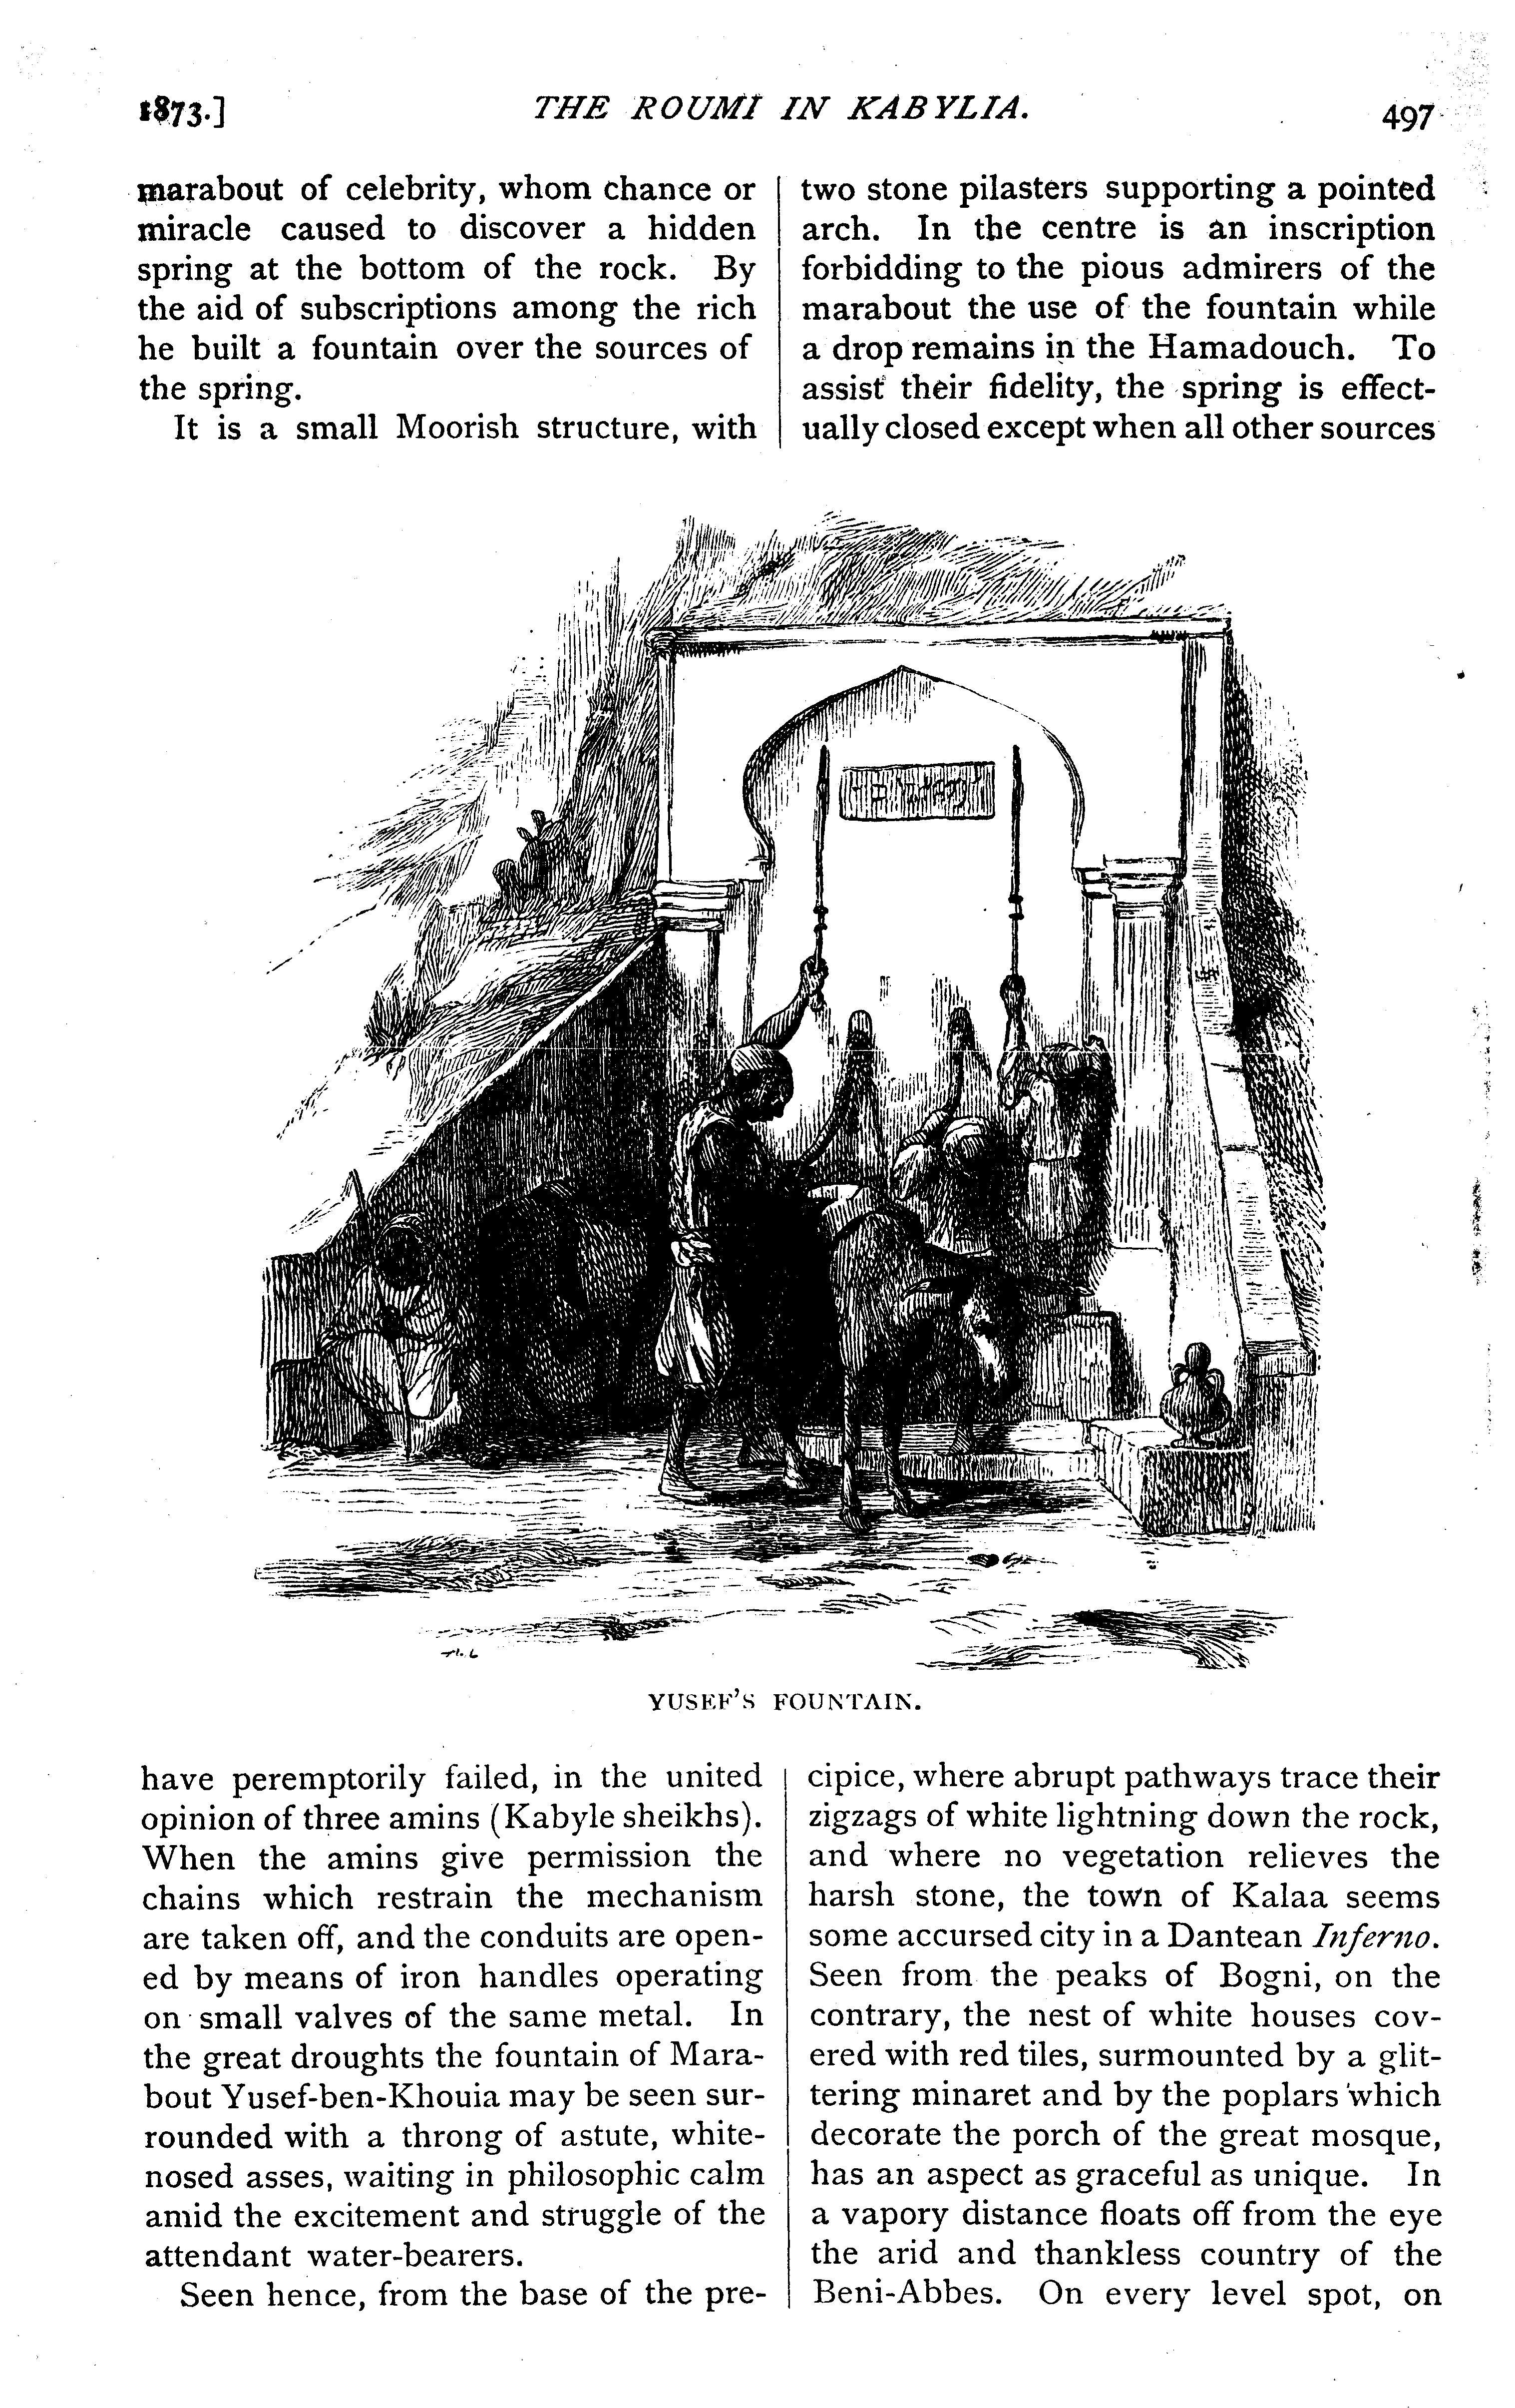 1873.] THE ROUMI IN KABYLIA. 497
marabout of celebrity, whom chance or
miracle caused to discover a hidden
spring at the bottom of the rock. By
the aid of subscriptions among the rich
he built a fountain over the sources of
the spring.
It is a small Moorish structure, with
two stone pilasters supporting a pointed
arch. In the centre is an inscription
forbidding to the pious admirers of the
marabout the use of the fountain while
a drop remains in the Hamadouch. To
assist their fidelity, the spring is effect-
ually closed except when all other sources
YUSEF'S FOUNTAIN.
have peremptorily failed, in the united
opinion of three amins (Kabyle sheikhs).
When the amins give permission the
chains which restrain the mechanism
are taken off, and the conduits are open-
ed by means of iron handles operating
on small valves of the same metal. In
the great droughts the fountain of Mara-
bout Yusef-ben-Khouia may be seen sur-
rounded with a throng of astute, white-
nosed asses, waiting in philosophic calm
amid the excitement and struggle of the
attendant water-bearers.
Seen hence, from the base of the pre-
cipice, where abrupt pathways trace their
zigzags of white lightning down the rock,
and where no vegetation relieves the
harsh stone, the town of Kalaa seems
some accursed city in a Dantean Inferno.
Seen from the peaks of Bogni, on the
contrary, the nest of white houses cov-
ered with red tiles, surmounted by a glit-
tering minaret and by the poplars which
decorate the porch of the great mosque,
has an aspect as graceful as unique. In
a vapory distance floats off from the eye
the arid and thankless country of the
Beni-Abbes. On every level spot, on